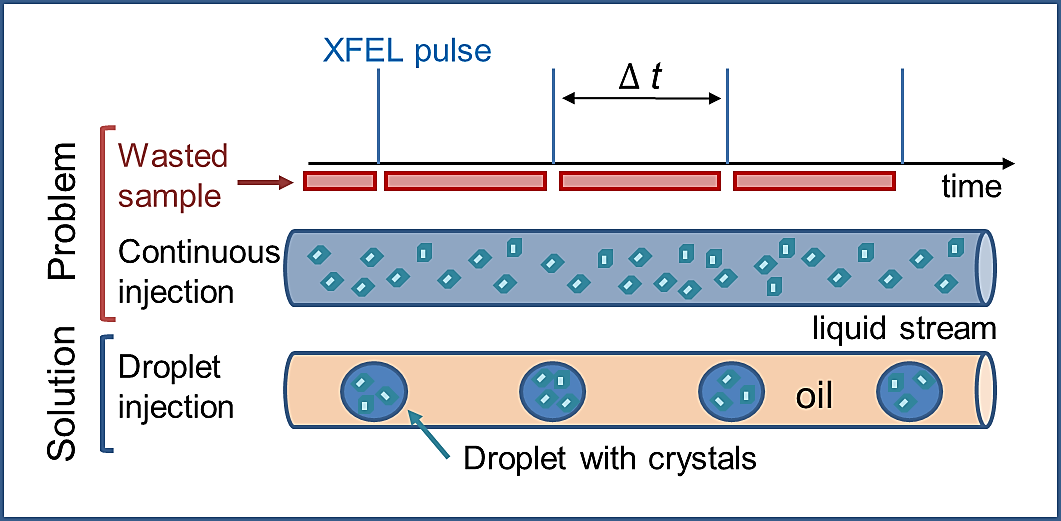 XFEL pulse
Δ t
Problem
Wasted
sample
time
Continuous
injection
liquid stream
Solution
Droplet
injection
oil
Droplet with crystals